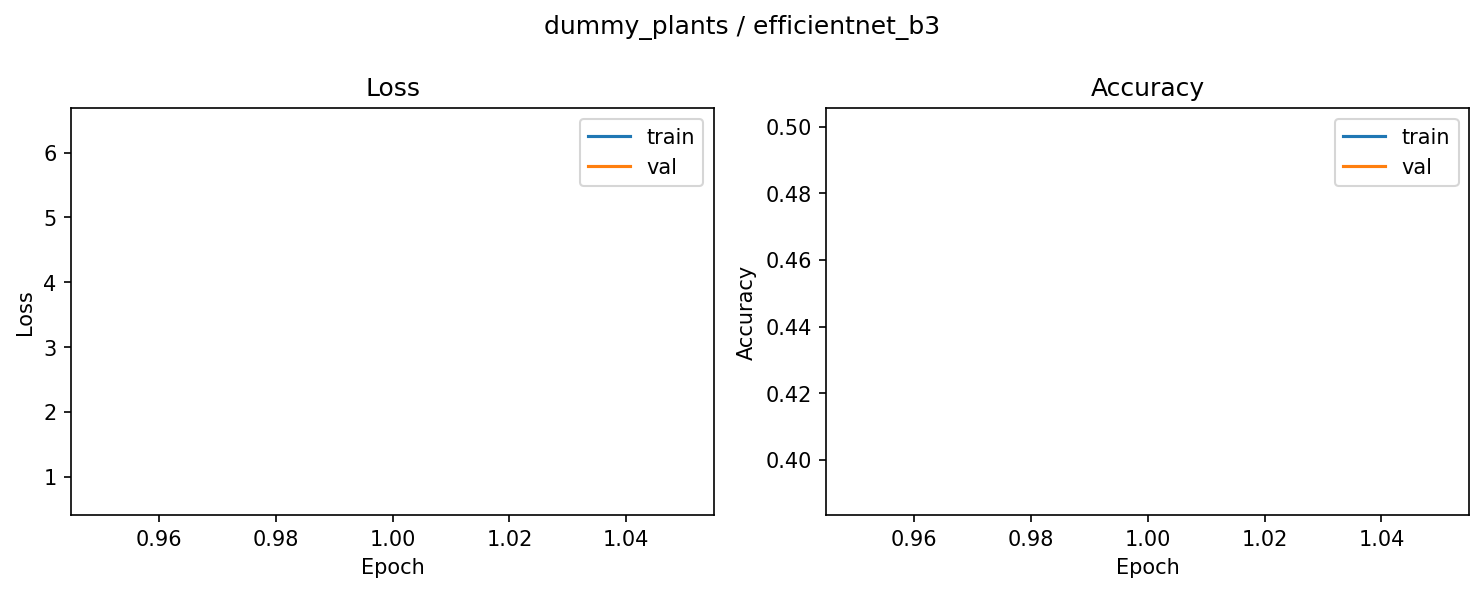 dummy_plants / efficientnet_b3
Loss
train
val
6
5
4
3
2
1
Loss
0.96 0.98 1.00 1.02 1.04
Epoch
Accuracy
train
val
0.50
0.48
0.46
0.44
0.42
0.40
Accuracy
0.96 0.98 1.00 1.02 1.04
Epoch